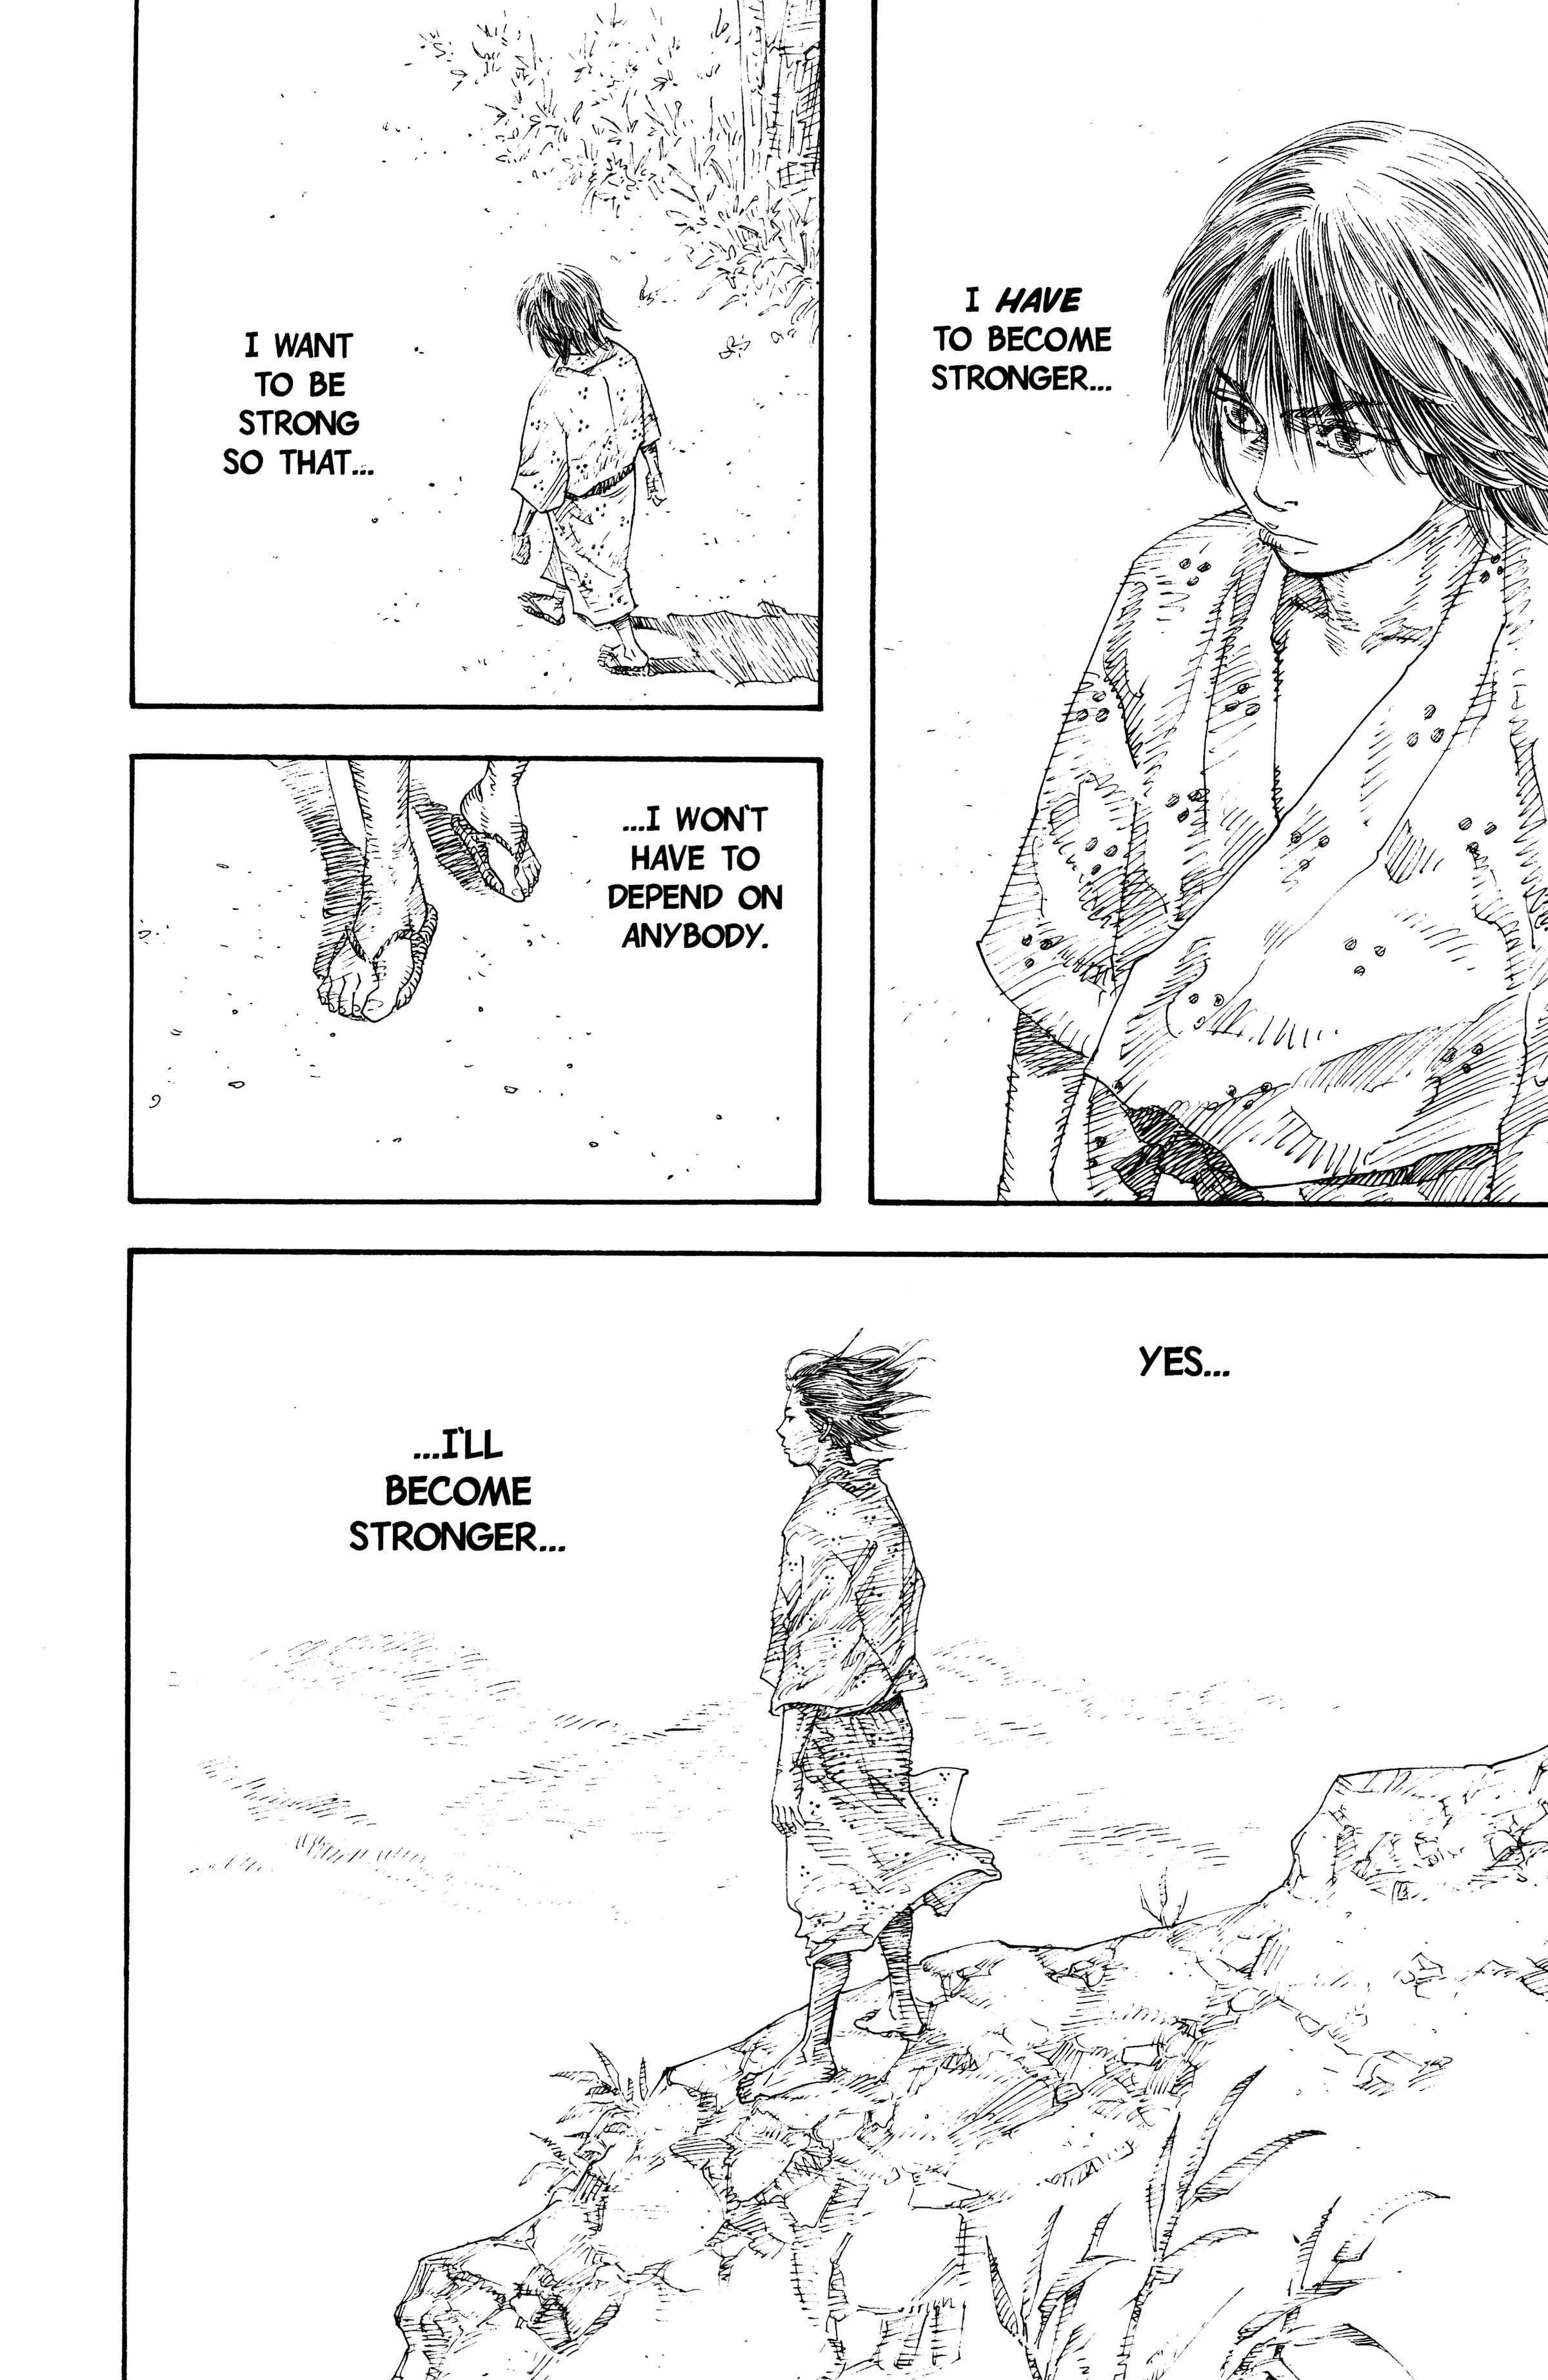 I HAVE
TO BECOME
STRONGER...
I WANT
TO BE
STRONG
SO THAT...
...I WON'T
HAVE TO
DEPEND ON
ANYBODY.
YES...
...I'LL
BECOME
STRONGER...